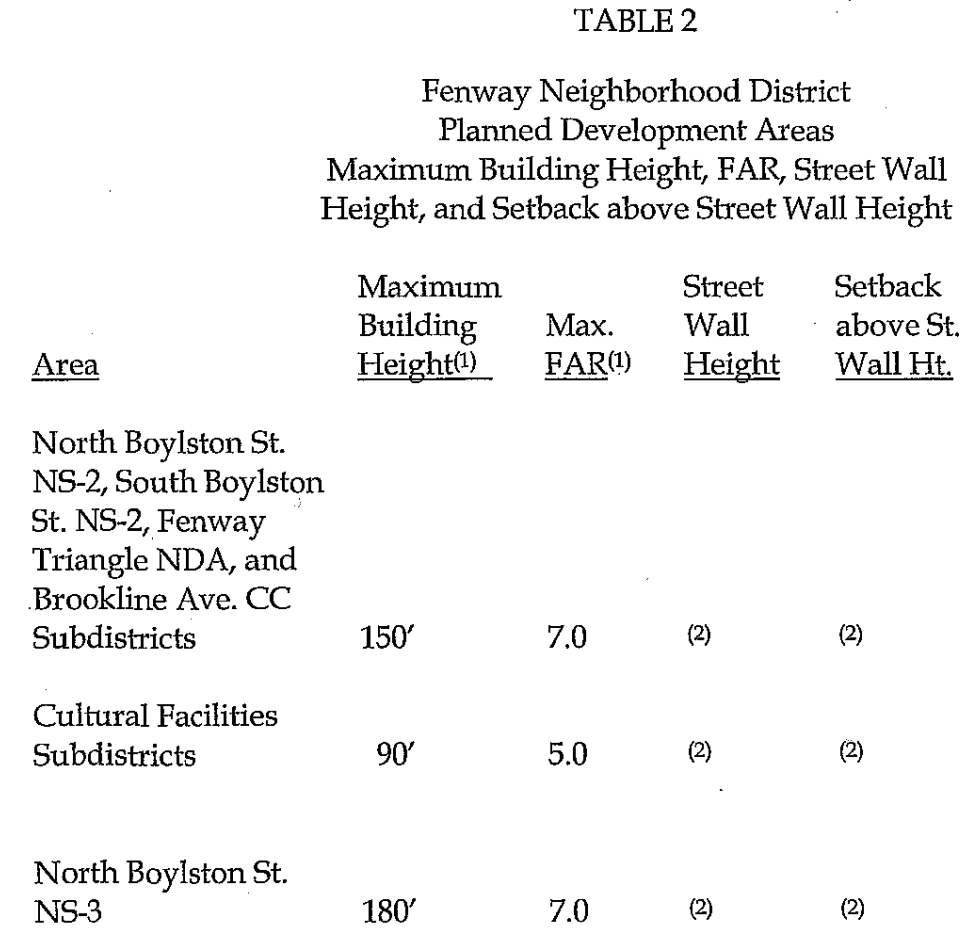 TABLE 2
Fenway Neighborhood District
Planned Development Areas
Maximum Building Height, FAR, Street Wall
Height, and Setback above Street Wall Height
Maximum Street Setback
Building Max. Wall above St.
Area Height(1) FAR(1) Height Wall Ht.
North Boylston St.
NS-2, South Boylston
St. NS-2, Fenway
Triangle NDA, and
Brookline Ave. CC
Subdistricts 150′ 7.0 (2) (2)
Cultural Facilities
Subdistricts 90′ 5.0 (2) (2)
North Boylston St.
NS-3 180′ 7.0 (2) (2)